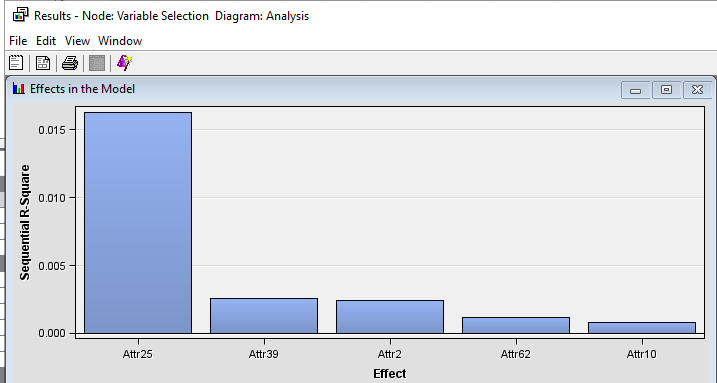 Results - Node: Variable Selection  Diagram: Analysis
File Edit View Window
Effects in the Model
Sequential R-Square
0.015
0.010
0.005
0.000
Attr25 Attr39 Attr2 Attr62 Attr10
Effect